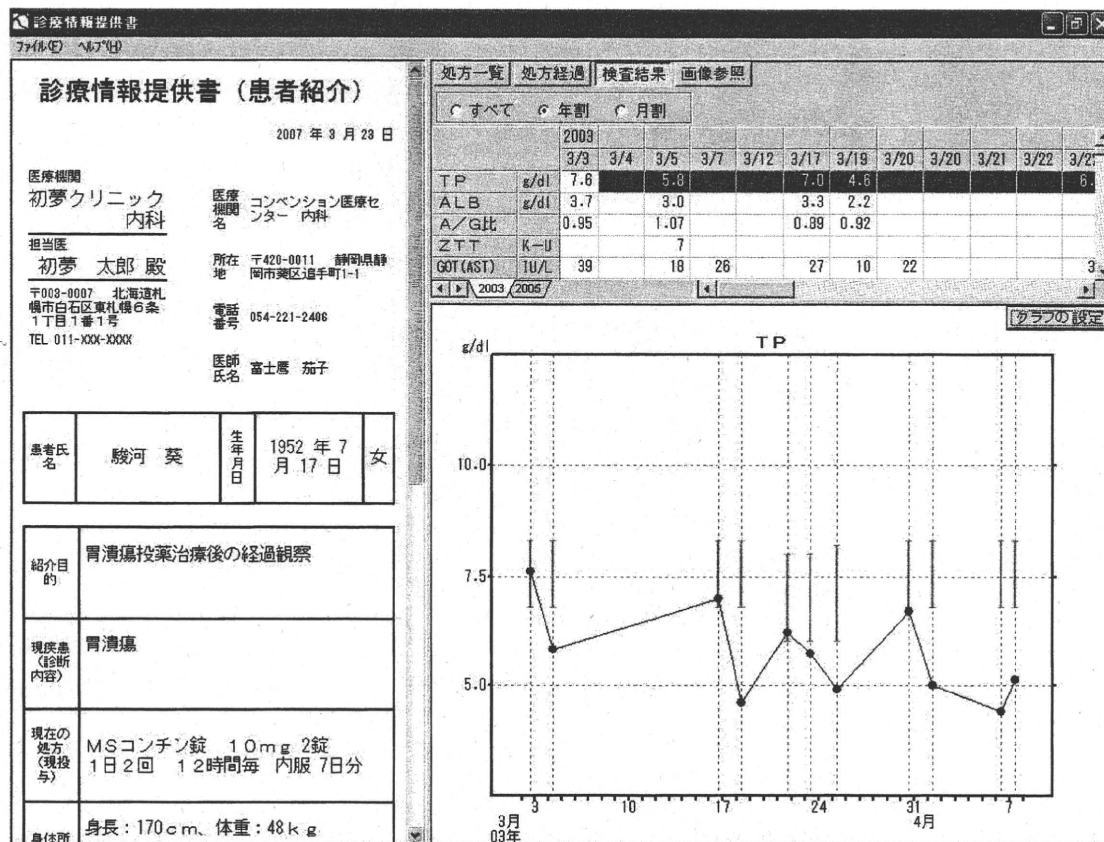 診療情報提供書
ファイル(F) ヘルプ(H)
診療情報提供書（患者紹介）
2007 年 3 月 23 日
医療機関
初夢クリニック
内科
担当医
初夢 太郎 殿
〒003-0007 北海道札
幌市白石区東札幌６条
１丁目１番１号
TEL 011-XXX-XXXX
医療
機関
名
コンベンション医療セ
ンター 内科
所在
地
〒420-0011 静岡県静
岡市葵区追手町1-1
電話
番号
054-221-2406
医師
氏名
富士鷹 茄子
患者氏
名
駿河 葵
生
年
月
日
1952 年 7
月 17 日
女
紹介目
的
胃潰瘍投薬治療後の経過観察
現疾患
（診断
内容）
胃潰瘍
現在の
処方
（現投
与）
ＭＳコンチン錠 １０ｍｇ 2錠
１日２回 １２時間毎 内服 7日分
身体所
身長：170ｃｍ、体重：48ｋｇ
処方一覧 処方経過 検査結果 画像参照
すべて 年割 月割
2003
3/3 3/4 3/5 3/7 3/12 3/17 3/19 3/20 3/20 3/21 3/22
ＴＰ g/dl 7.6 5.8 7.0 4.6 6.
ＡＬＢ g/dl 3.7 3.0 3.3 2.2
Ａ／Ｇ比 0.95 1.07 0.89 0.92
ＺＴＴ K-U 7
GOT(AST) IU/L 39 18 26 27 10 22 3
2003 2005
グラフの設定
ＴＰ
g/dl
10.0
7.5
5.0
3 10 17 24 31 7
3月 4月
03年